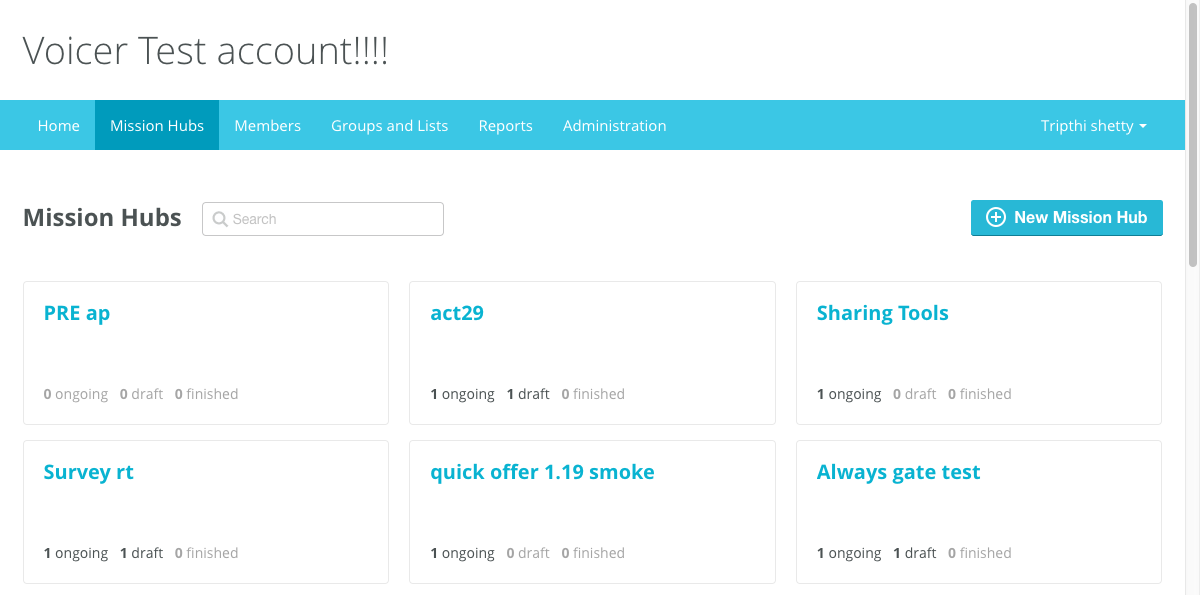 Voicer Test account!!!!
Home Mission Hubs Members Groups and Lists Reports Administration Tripthi shetty
Mission Hubs Search New Mission Hub
PRE ap act29 Sharing Tools
0 ongoing 0 draft 0 finished 1 ongoing 1 draft 0 finished 1 ongoing 0 draft 0 finished
Survey rt quick offer 1.19 smoke Always gate test
1 ongoing 1 draft 0 finished 1 ongoing 0 draft 0 finished 1 ongoing 1 draft 0 finished